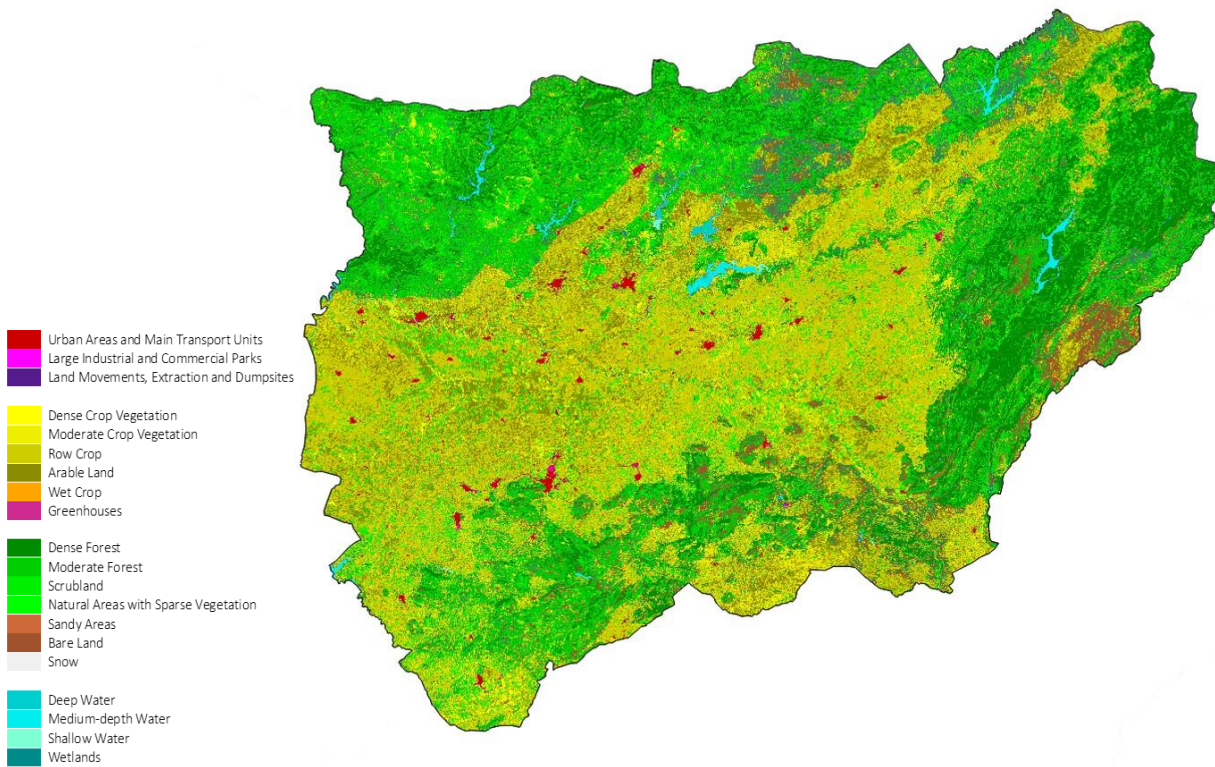 Urban Areas and Main Transport Units
Large Industrial and Commercial Parks
Land Movements, Extraction and Dumpsites
Dense Crop Vegetation
Moderate Crop Vegetation
Row Crop
Arable Land
Wet Crop
Greenhouses
Dense Forest
Moderate Forest
Scrubland
Natural Areas with Sparse Vegetation
Sandy Areas
Bare Land
Snow
Deep Water
Medium-depth Water
Shallow Water
Wetlands